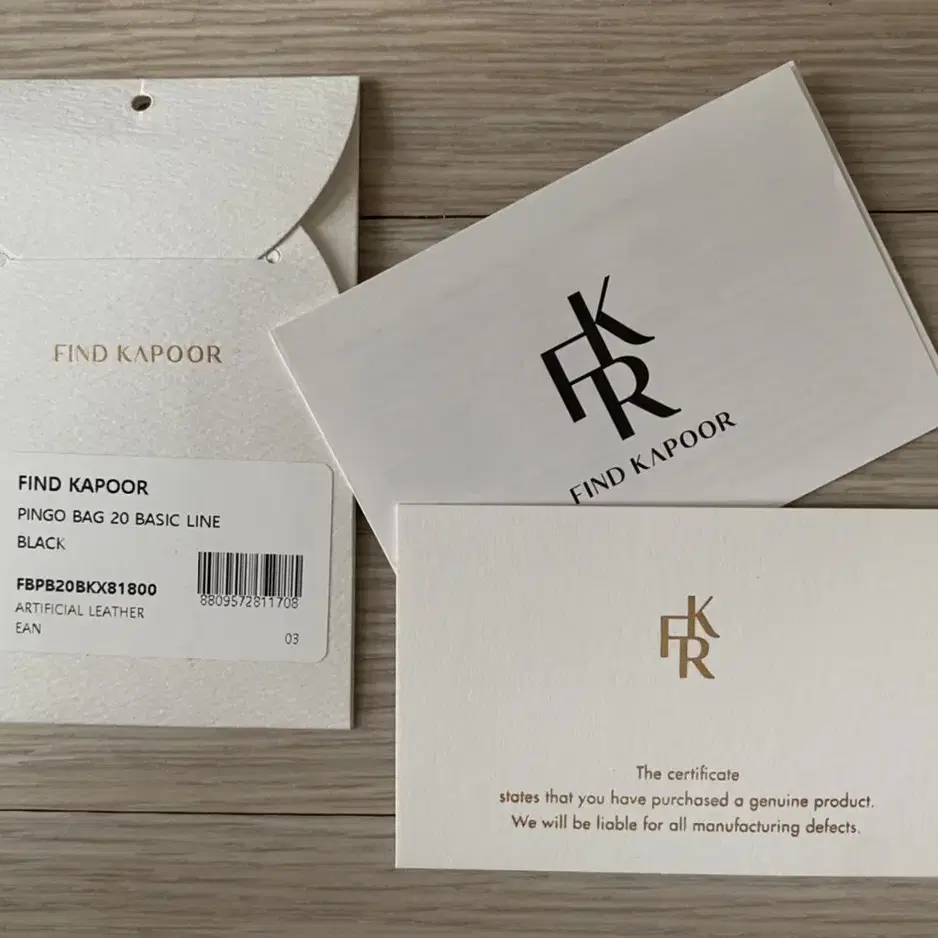 FIND KAPOOR
FIND KAPOOR
PINGO BAG 20 BASIC LINE
BLACK
FBPB20BKX81800
ARTIFICIAL LEATHER
EAN
8809572811708
03
FKR
FIND KAPOOR
FKR
The certificate
states that you have purchased a genuine product.
We will be liable for all manufacturing defects.